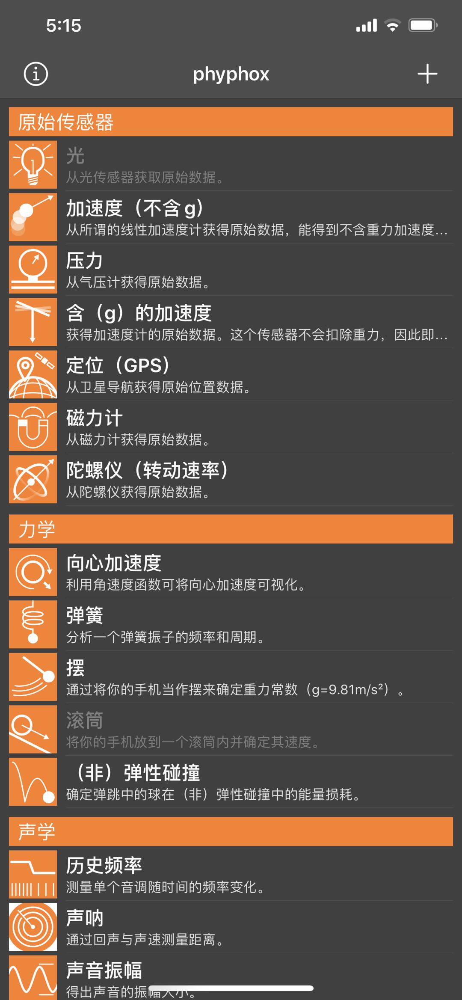 5:15
phyphox
原始传感器
光
从光传感器获取原始数据。
加速度（不含 g）
从所谓的线性加速度计获得原始数据，能得到不含重力加速度...
压力
从气压计获得原始数据。
含（g）的加速度
获得加速度计的原始数据。这个传感器不会扣除重力，因此即...
定位（GPS）
从卫星导航获得原始位置数据。
磁力计
从磁力计获得原始数据。
陀螺仪（转动速率）
从陀螺仪获得原始数据。
力学
向心加速度
利用角速度函数可将向心加速度可视化。
弹簧
分析一个弹簧振子的频率和周期。
摆
通过将你的手机当作摆来确定重力常数（g=9.81m/s²）。
滚筒
将你的手机放到一个滚筒内并确定其速度。
（非）弹性碰撞
确定弹跳中的球在（非）弹性碰撞中的能量损耗。
声学
历史频率
测量单个音调随时间的频率变化。
声呐
通过回声与声速测量距离。
声音振幅
得出声音的振幅大小。